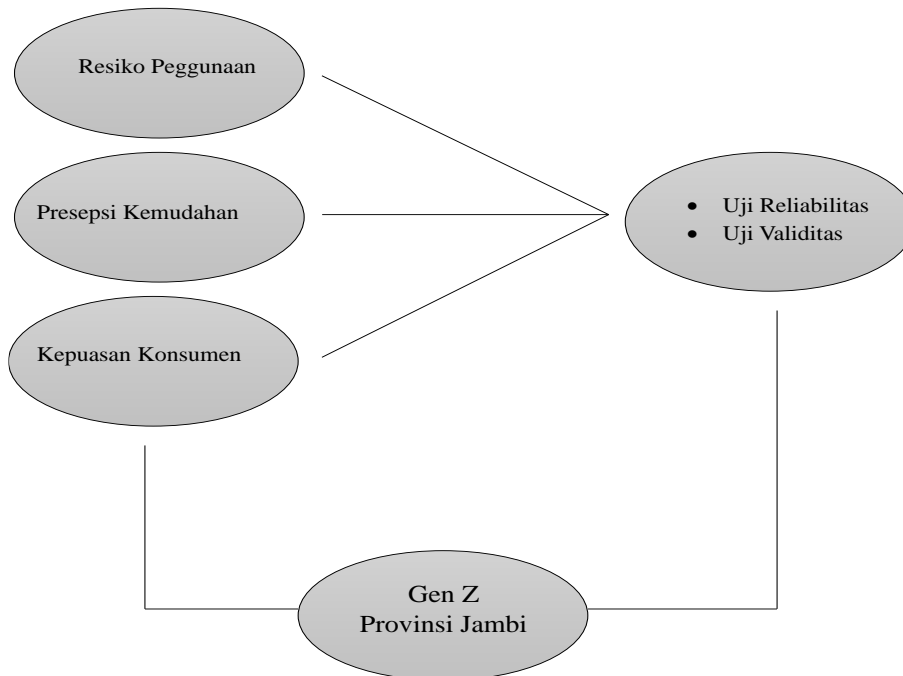 Resiko Peggunaan
Presepsi Kemudahan
Kepuasan Konsumen
• Uji Reliabilitas
• Uji Validitas
Gen Z
Provinsi Jambi